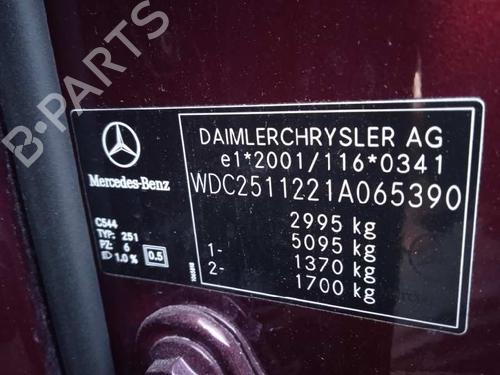 B-PARTS
DAIMLERCHRYSLER AG
e1*2001/116*0341
WDC2511221A065390
Mercedes-Benz
2995 kg
1- 5095 kg
2- 1370 kg
1700 kg
C544
TYP: 251
PZ: 6
1.0 %
0.5